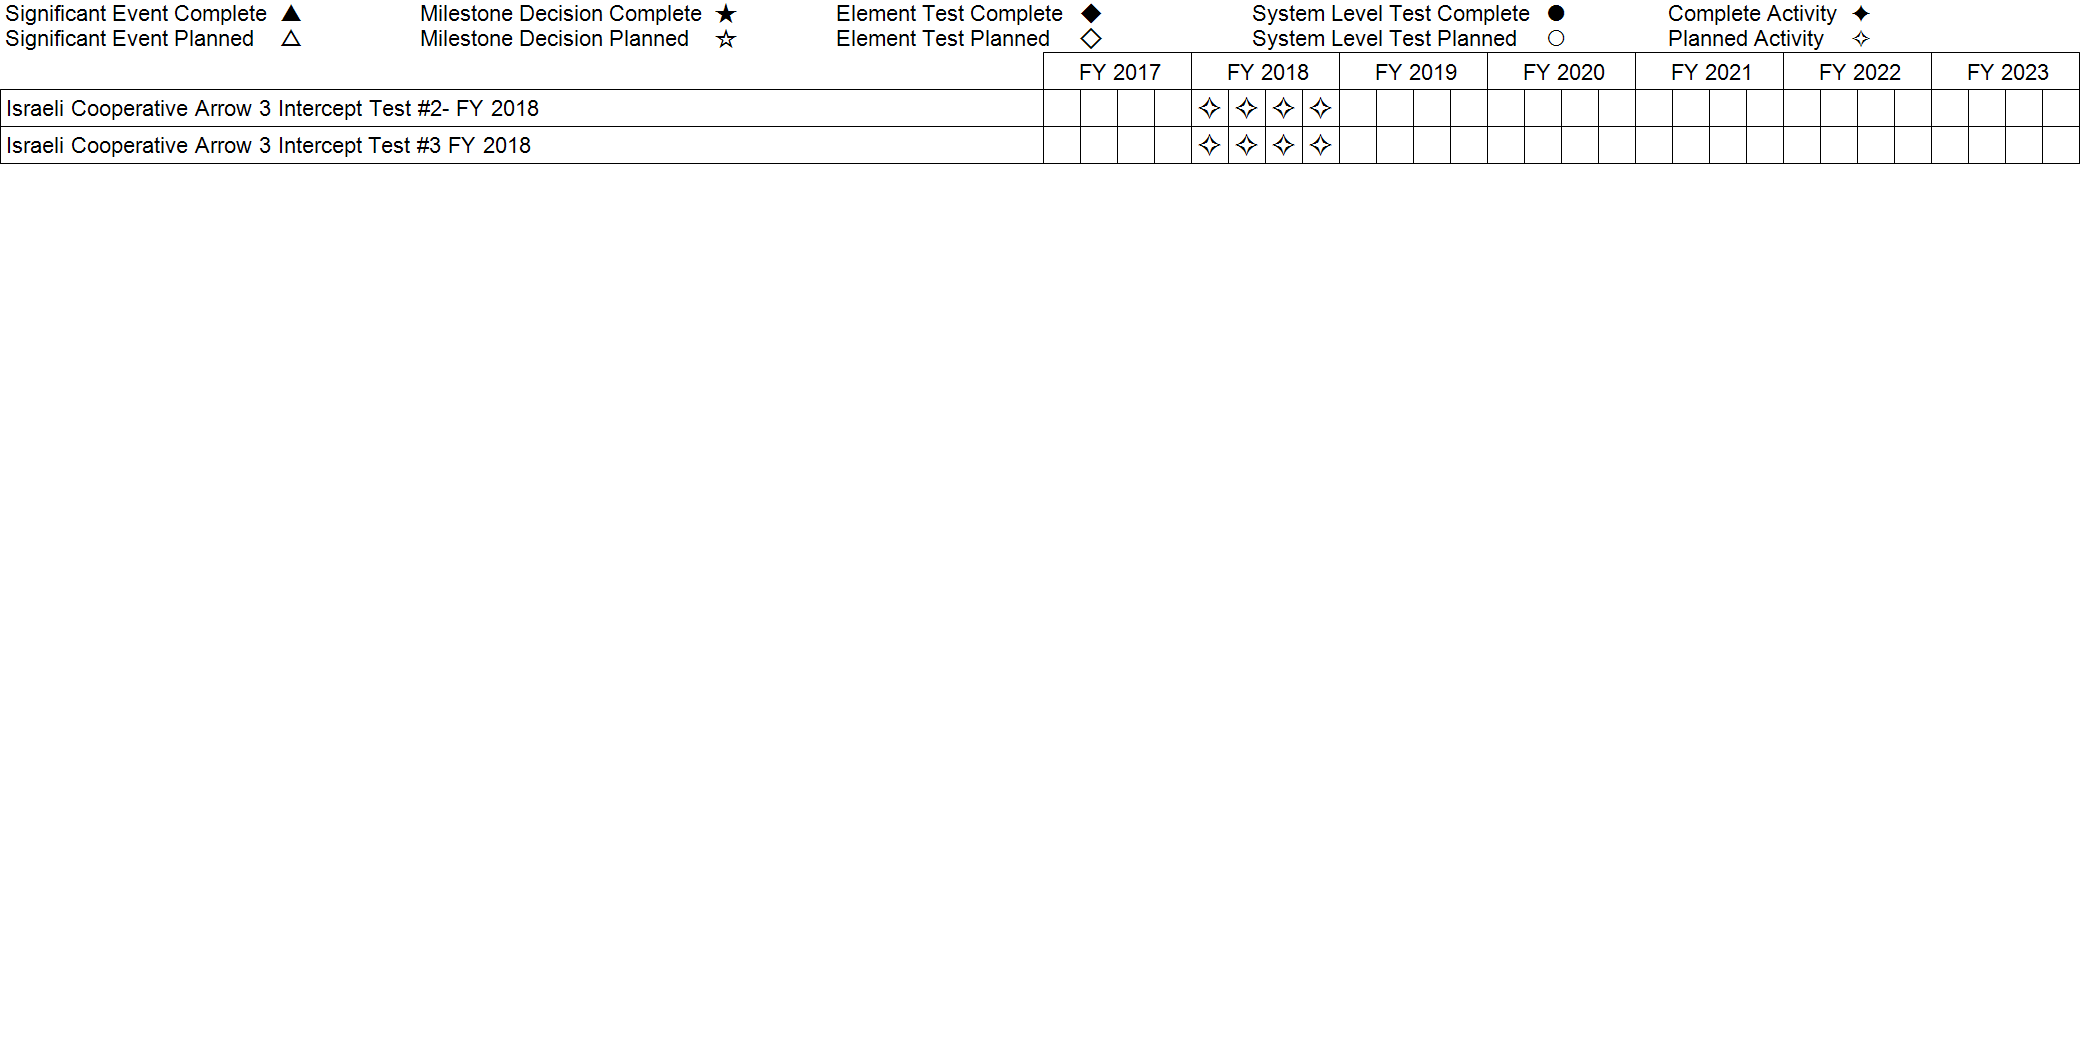 Significant Event Complete ▲ Milestone Decision Complete ★ Element Test Complete ◆ System Level Test Complete ● Complete Activity ✦
Significant Event Planned △ Milestone Decision Planned ☆ Element Test Planned ◇ System Level Test Planned ○ Planned Activity ✧
FY 2017 FY 2018 FY 2019 FY 2020 FY 2021 FY 2022 FY 2023
Israeli Cooperative Arrow 3 Intercept Test #2- FY 2018 ✧ ✧ ✧ ✧
Israeli Cooperative Arrow 3 Intercept Test #3 FY 2018 ✧ ✧ ✧ ✧